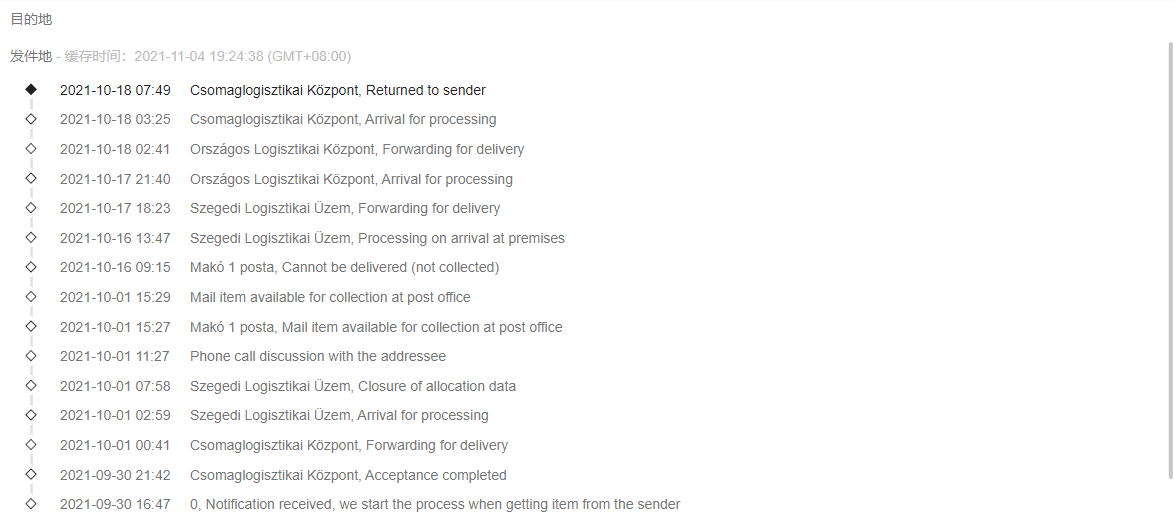 目的地
发件地 - 缓存时间：2021-11-04 19:24:38 (GMT+08:00)
2021-10-18 07:49 Csomaglogisztikai Központ, Returned to sender
2021-10-18 03:25 Csomaglogisztikai Központ, Arrival for processing
2021-10-18 02:41 Országos Logisztikai Központ, Forwarding for delivery
2021-10-17 21:40 Országos Logisztikai Központ, Arrival for processing
2021-10-17 18:23 Szegedi Logisztikai Üzem, Forwarding for delivery
2021-10-16 13:47 Szegedi Logisztikai Üzem, Processing on arrival at premises
2021-10-16 09:15 Makó 1 posta, Cannot be delivered (not collected)
2021-10-01 15:29 Mail item available for collection at post office
2021-10-01 15:27 Makó 1 posta, Mail item available for collection at post office
2021-10-01 11:27 Phone call discussion with the addressee
2021-10-01 07:58 Szegedi Logisztikai Üzem, Closure of allocation data
2021-10-01 02:59 Szegedi Logisztikai Üzem, Arrival for processing
2021-10-01 00:41 Csomaglogisztikai Központ, Forwarding for delivery
2021-09-30 21:42 Csomaglogisztikai Központ, Acceptance completed
2021-09-30 16:47 0, Notification received, we start the process when getting item from the sender